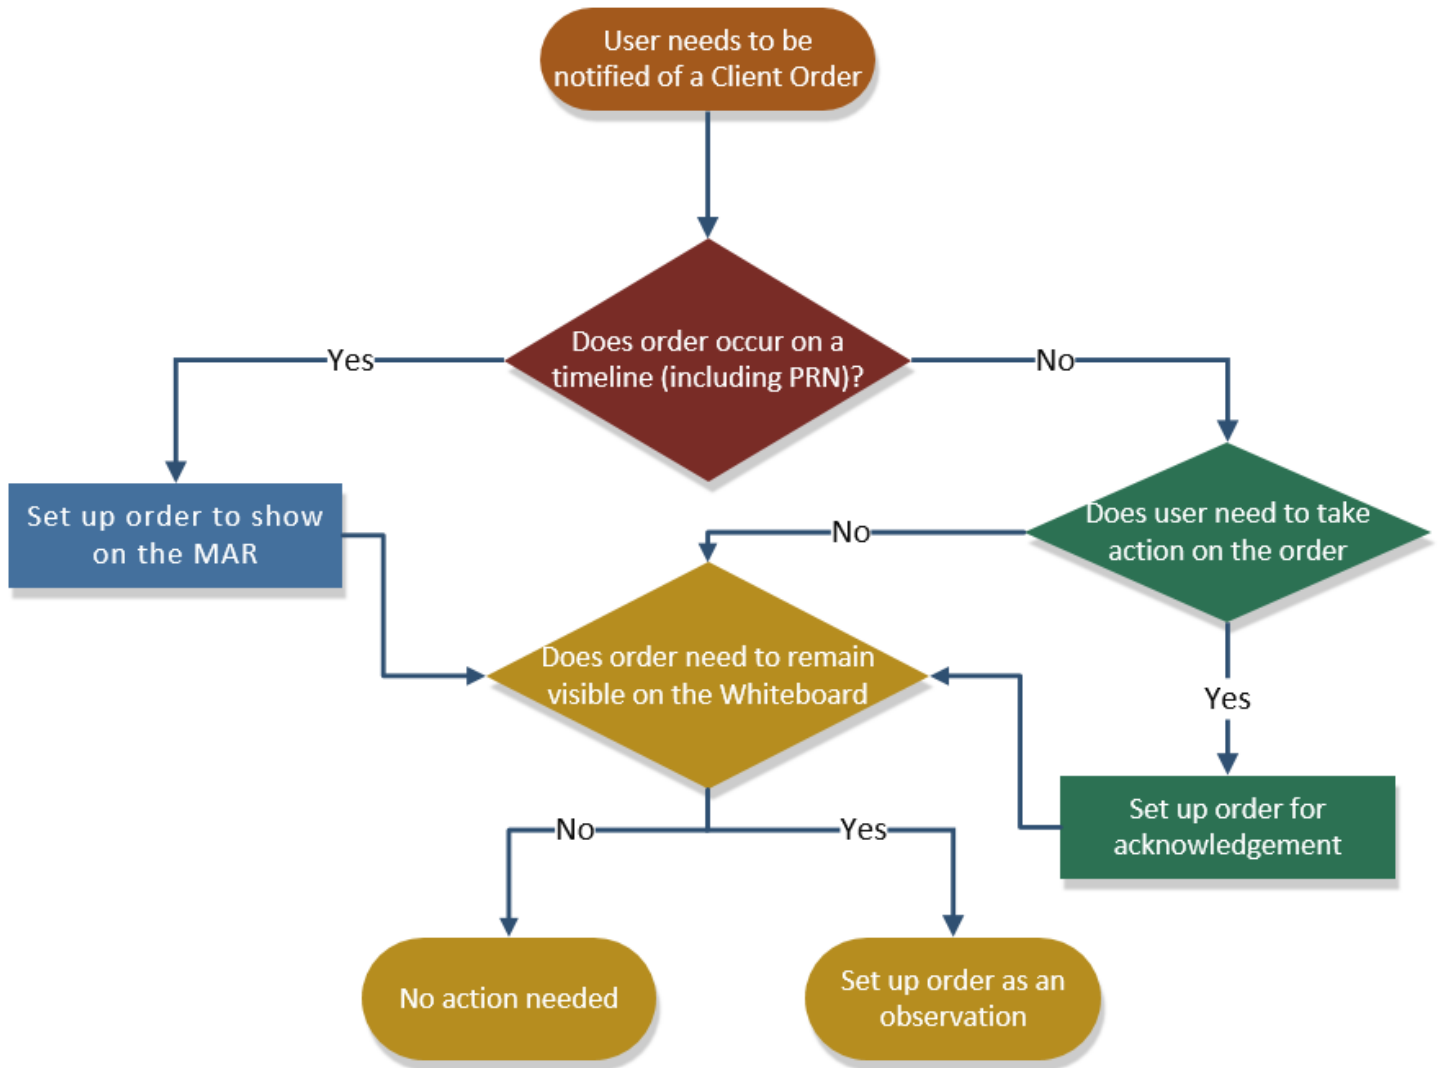 User needs to be
notified of a Client Order
Does order occur on a
timeline (including PRN)?
Yes
No
Set up order to show
on the MAR
Does user need to take
action on the order
No
Does order need to remain
visible on the Whiteboard
Yes
Set up order for
acknowledgement
No
Yes
No action needed
Set up order as an
observation